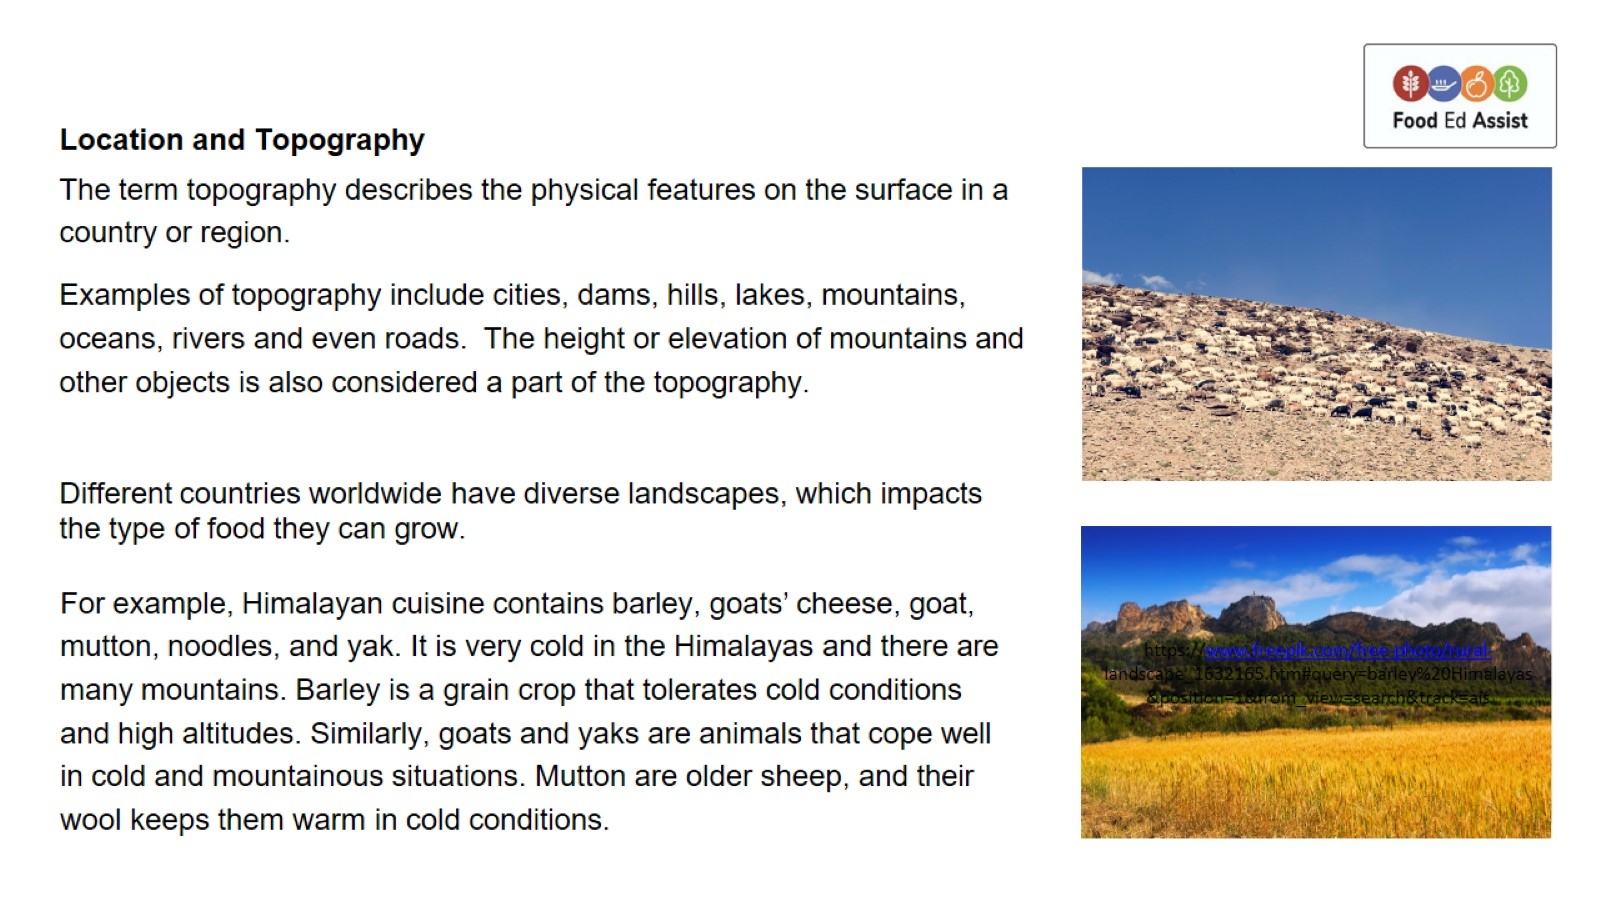 Food Ed Assist
Location and Topography
The term topography describes the physical features on the surface in a
country or region.
Examples of topography include cities, dams, hills, lakes, mountains,
oceans, rivers and even roads.  The height or elevation of mountains and
other objects is also considered a part of the topography.
Different countries worldwide have diverse landscapes, which impacts
the type of food they can grow.
For example, Himalayan cuisine contains barley, goats’ cheese, goat,
mutton, noodles, and yak. It is very cold in the Himalayas and there are
many mountains. Barley is a grain crop that tolerates cold conditions
and high altitudes. Similarly, goats and yaks are animals that cope well
in cold and mountainous situations. Mutton are older sheep, and their
wool keeps them warm in cold conditions.
https://www.freepik.com/free-photo/rural-
landscape_1632165.htm#query=barley%20Himalayas
&position=1&from_view=search&track=ais